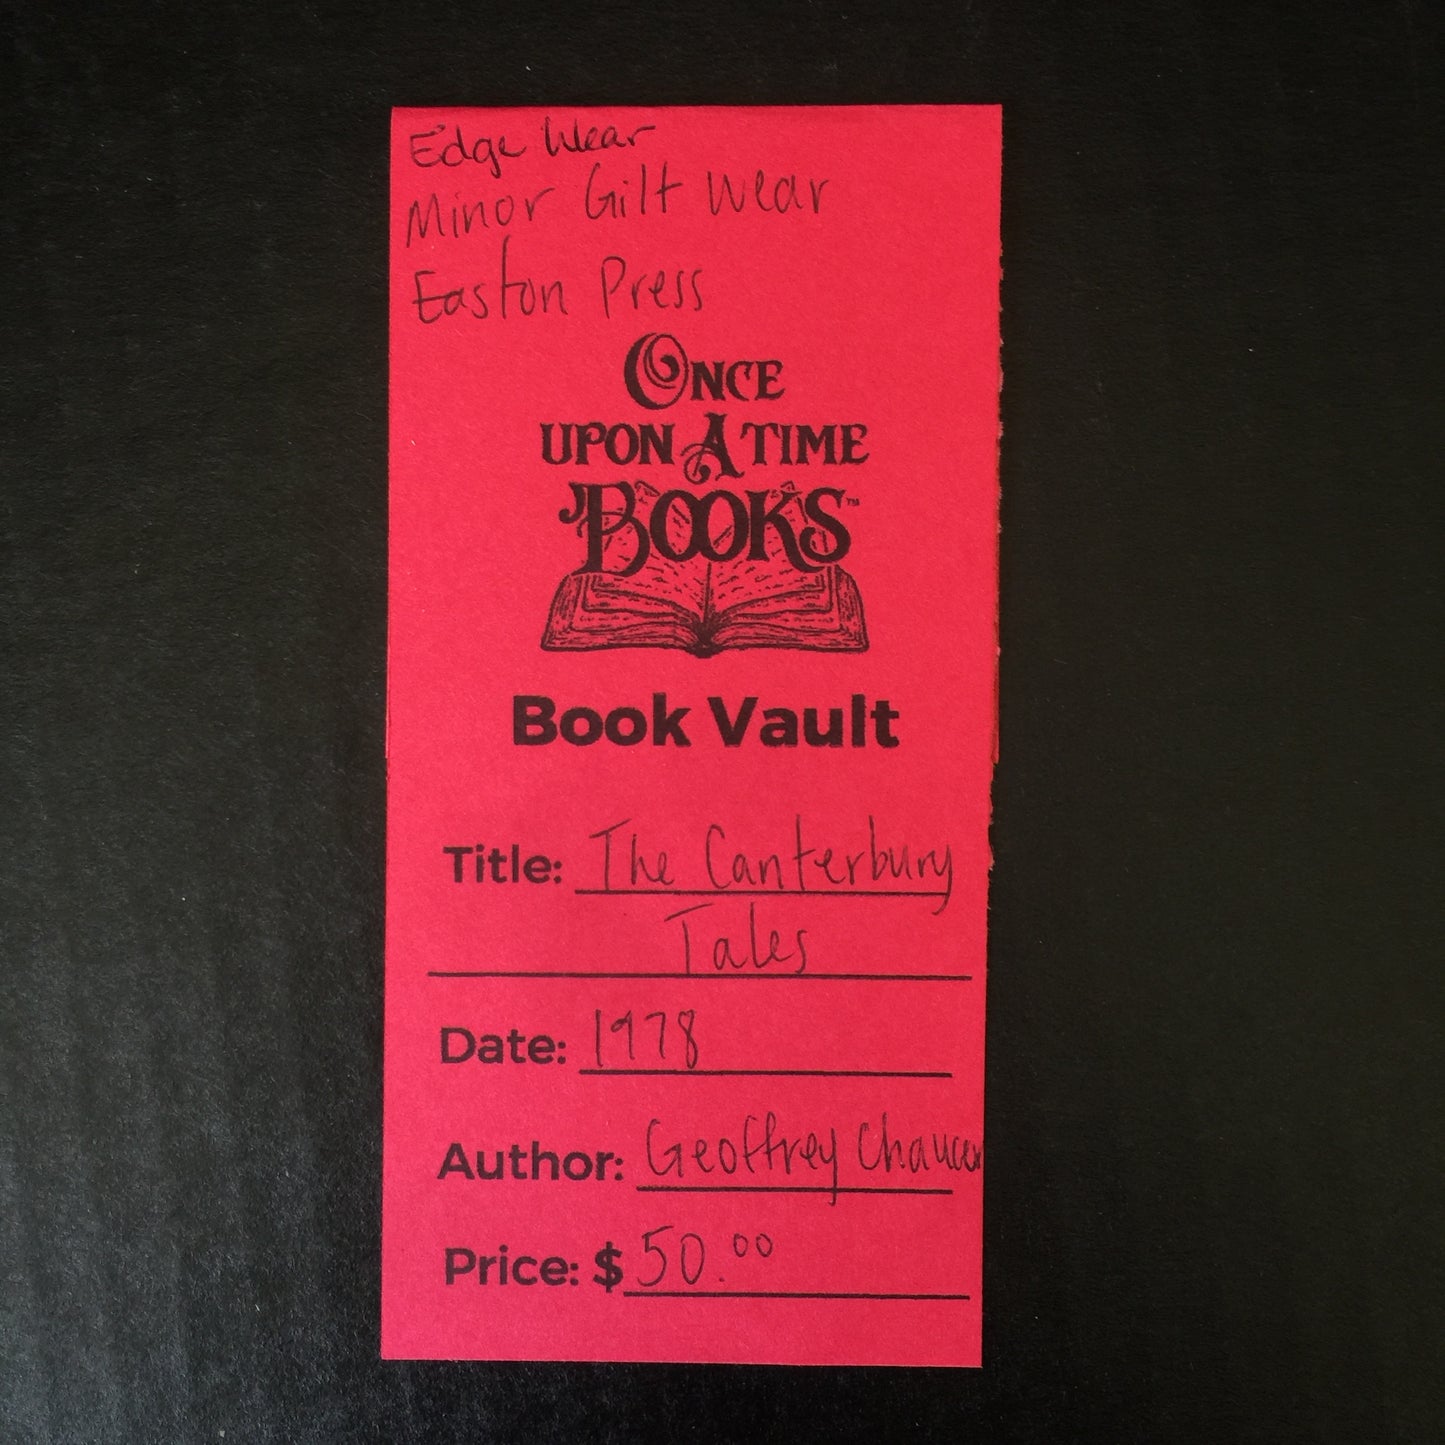 Edge Wear
Minor Gilt Wear
Easton Press
ONCE
UPON A TIME
BOOKS™
Book Vault
Title: The Canterbury
Tales
Date: 1978
Author: Geoffrey Chaucer
Price: $50.00